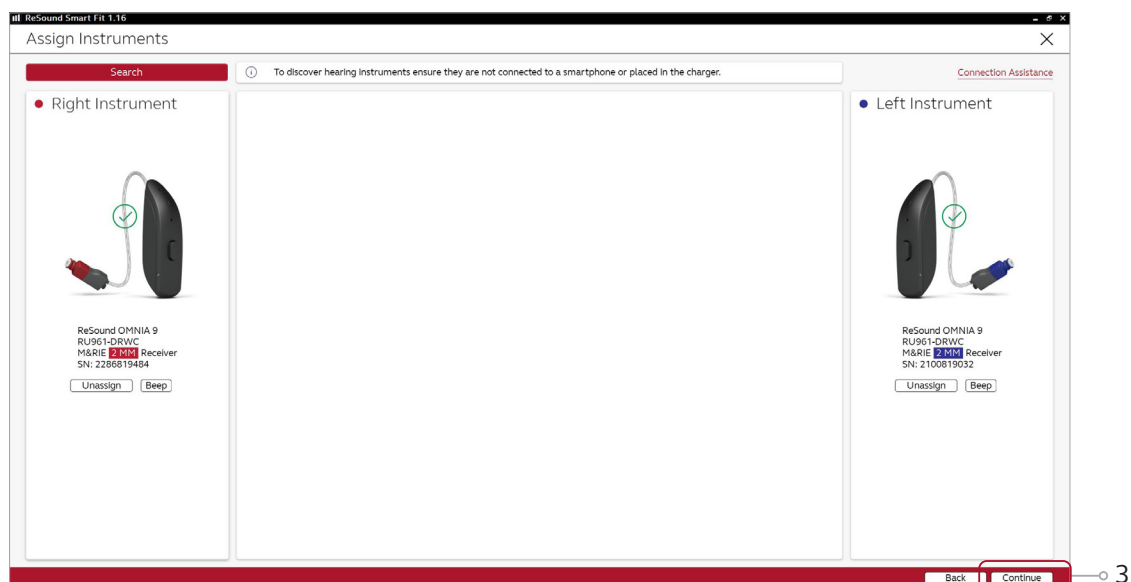 ReSound Smart Fit 1.16
Assign Instruments
Search
To discover hearing instruments ensure they are not connected to a smartphone or placed in the charger.
Connection Assistance
Right Instrument
ReSound OMNIA 9
RU961-DRWC
M&RIE 2 MM Receiver
SN: 2286819484
Unassign Beep
Left Instrument
ReSound OMNIA 9
RU961-DRWC
M&RIE 2 MM Receiver
SN: 2100819032
Unassign Beep
Back Continue
3